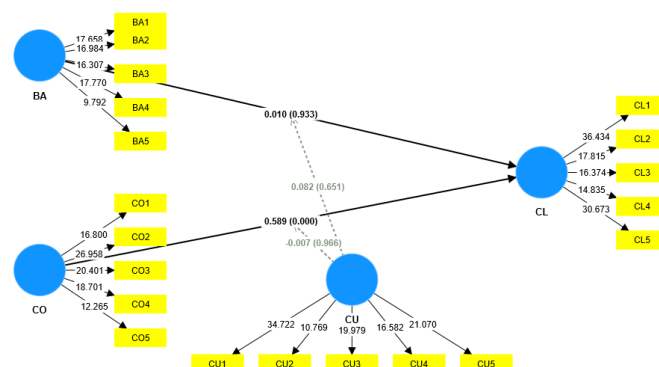 BA1
BA2
BA3
BA4
BA5
17.658
16.984
16.307
17.770
9.792
BA
0.010 (0.933)
0.082 (0.651)
0.589 (0.000)
-0.007 (0.966)
CO1
CO2
CO3
CO4
CO5
16.800
26.958
20.401
18.701
12.265
CO
CL1
CL2
CL3
CL4
CL5
36.434
17.815
16.374
14.835
30.673
CL
CU
34.722
10.769
19.979
16.582
21.070
CU1
CU2
CU3
CU4
CU5